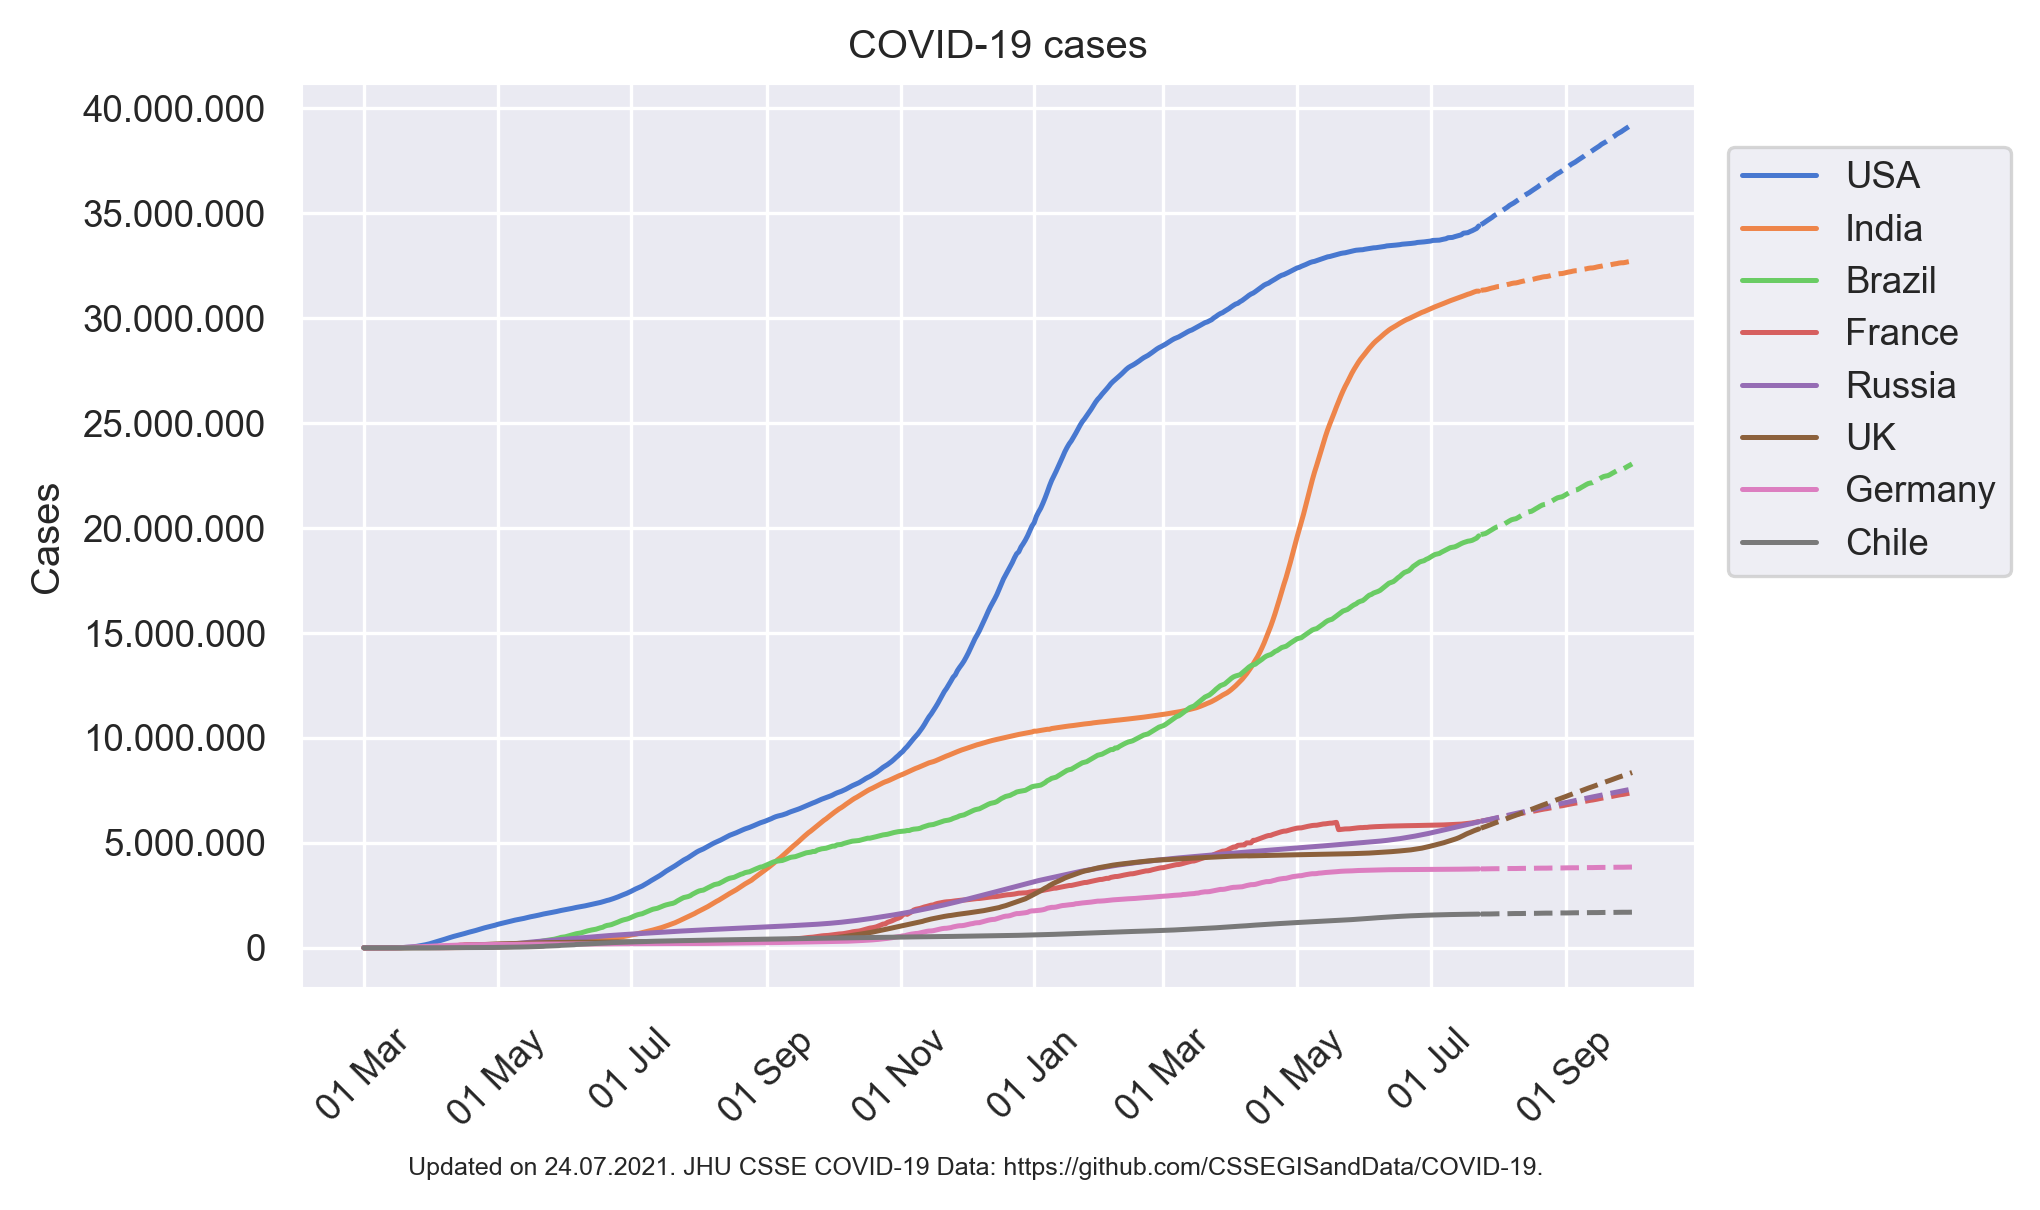 COVID-19 cases
40.000.000
35.000.000
30.000.000
25.000.000
20.000.000
15.000.000
10.000.000
5.000.000
0
Cases
01 Mar
01 May
01 Jul
01 Sep
01 Nov
01 Jan
01 Mar
01 May
01 Jul
01 Sep
USA
India
Brazil
France
Russia
UK
Germany
Chile
Updated on 24.07.2021. JHU CSSE COVID-19 Data: https://github.com/CSSEGISandData/COVID-19.